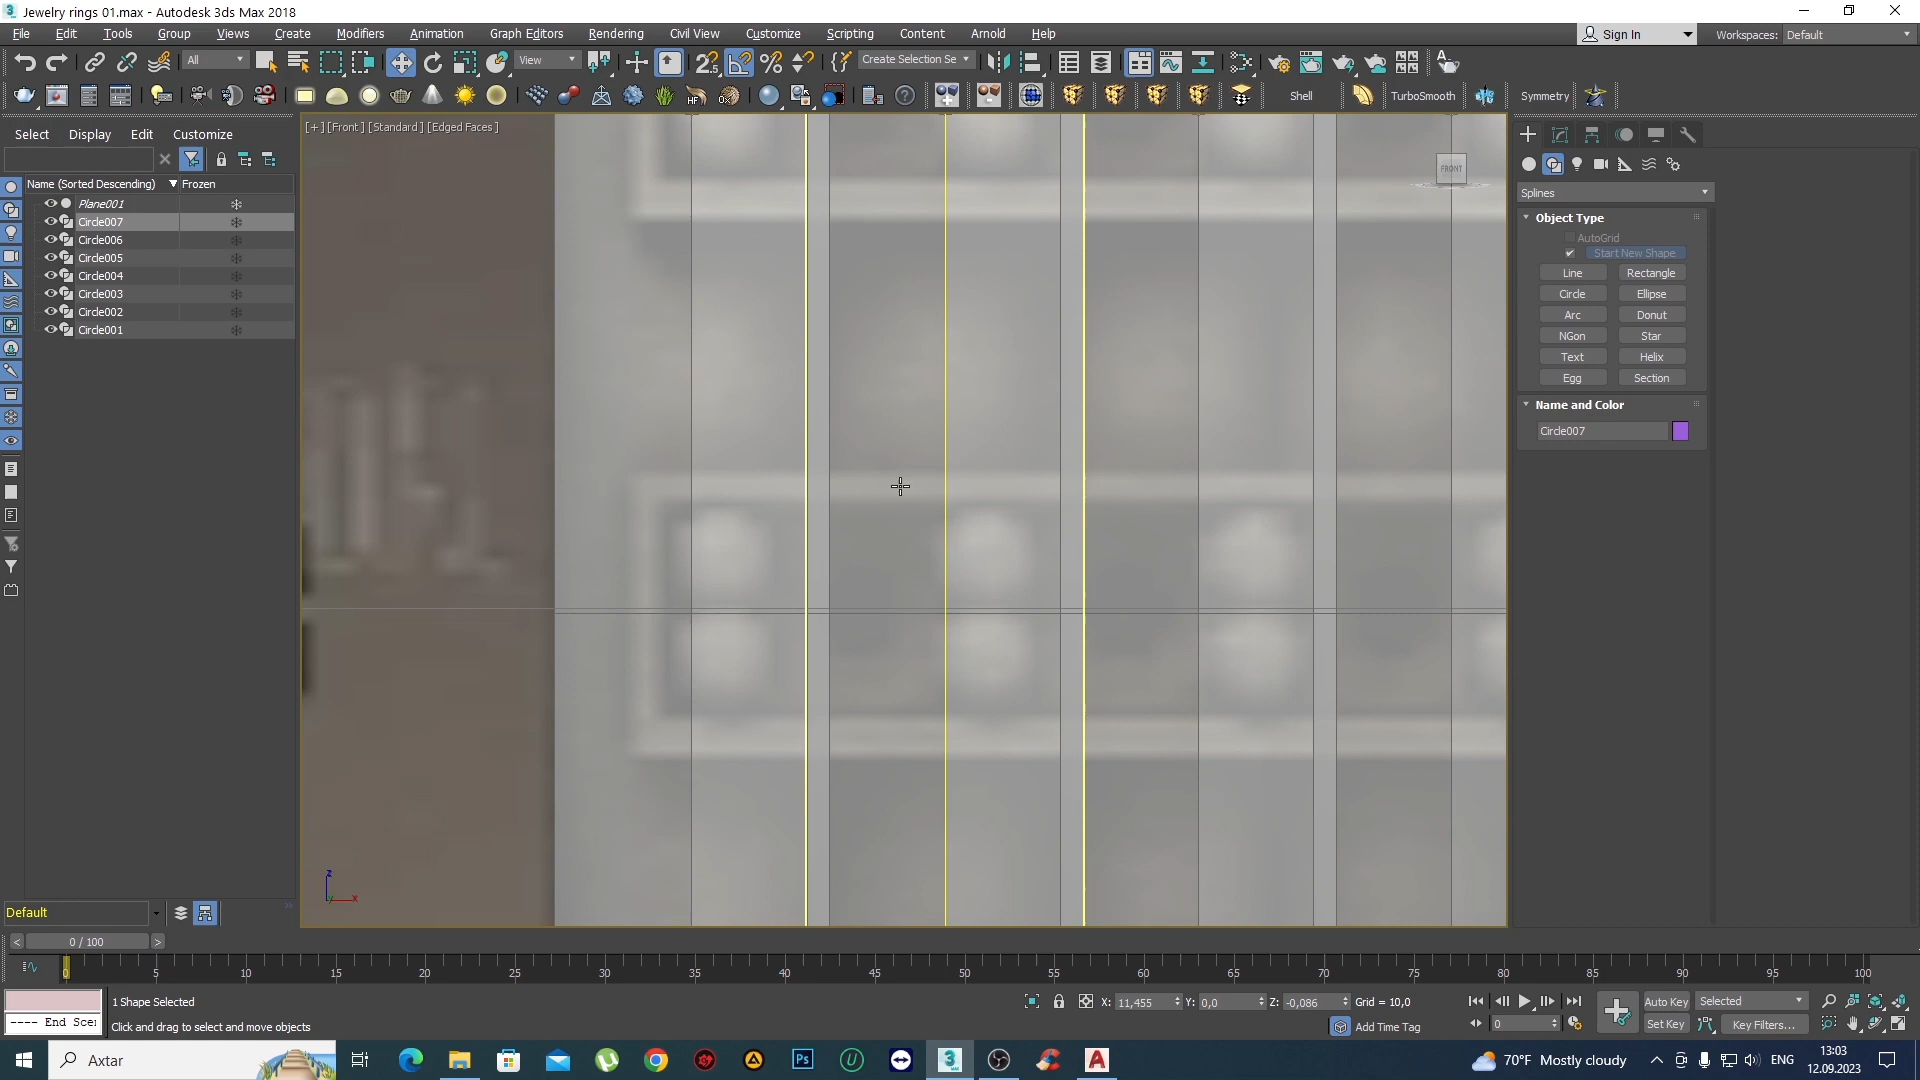 Jewelry rings 01.max - Autodesk 3ds Max 2018
File Edit Tools Group Views Create Modifiers Animation Graph Editors Rendering Civil View Customize Scripting Content Arnold Help
Sign In
Workspaces: Default
All
View
Create Selection Se
HF
Shell
TurboSmooth
Symmetry
Select Display Edit Customize
[+] [Front] [Standard] [Edged Faces]
FRONT
Name (Sorted Descending) Frozen
Plane001
Circle007
Circle006
Circle005
Circle004
Circle003
Circle002
Circle001
Splines
Object Type
AutoGrid
Start New Shape
Line Rectangle
Circle Ellipse
Arc Donut
NGon Star
Text Helix
Egg Section
Name and Color
Circle007
z
y x
Default
0 / 100
0 5 10 15 20 25 30 35 40 45 50 55 60 65 70 75 80 85 90 95 100
1 Shape Selected
X: 11,455 Y: 0,0 Z: -0,086 Grid = 10,0
Auto Key Selected
---- End Sce
Click and drag to select and move objects
Add Time Tag
0
Set Key Key Filters...
Axtar
Ps
70°F Mostly cloudy
ENG
13:03
12.09.2023